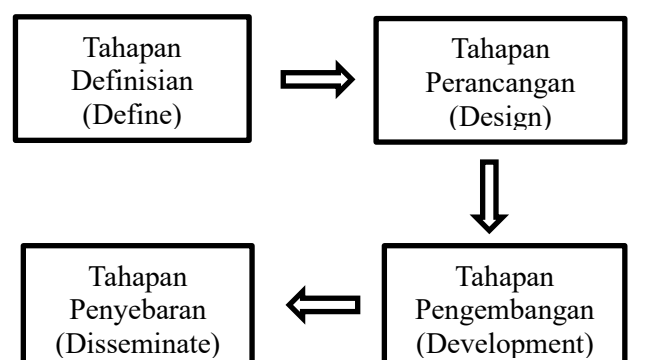 Tahapan
Definisian
(Define)
Tahapan
Perancangan
(Design)
Tahapan
Pengembangan
(Development)
Tahapan
Penyebaran
(Disseminate)